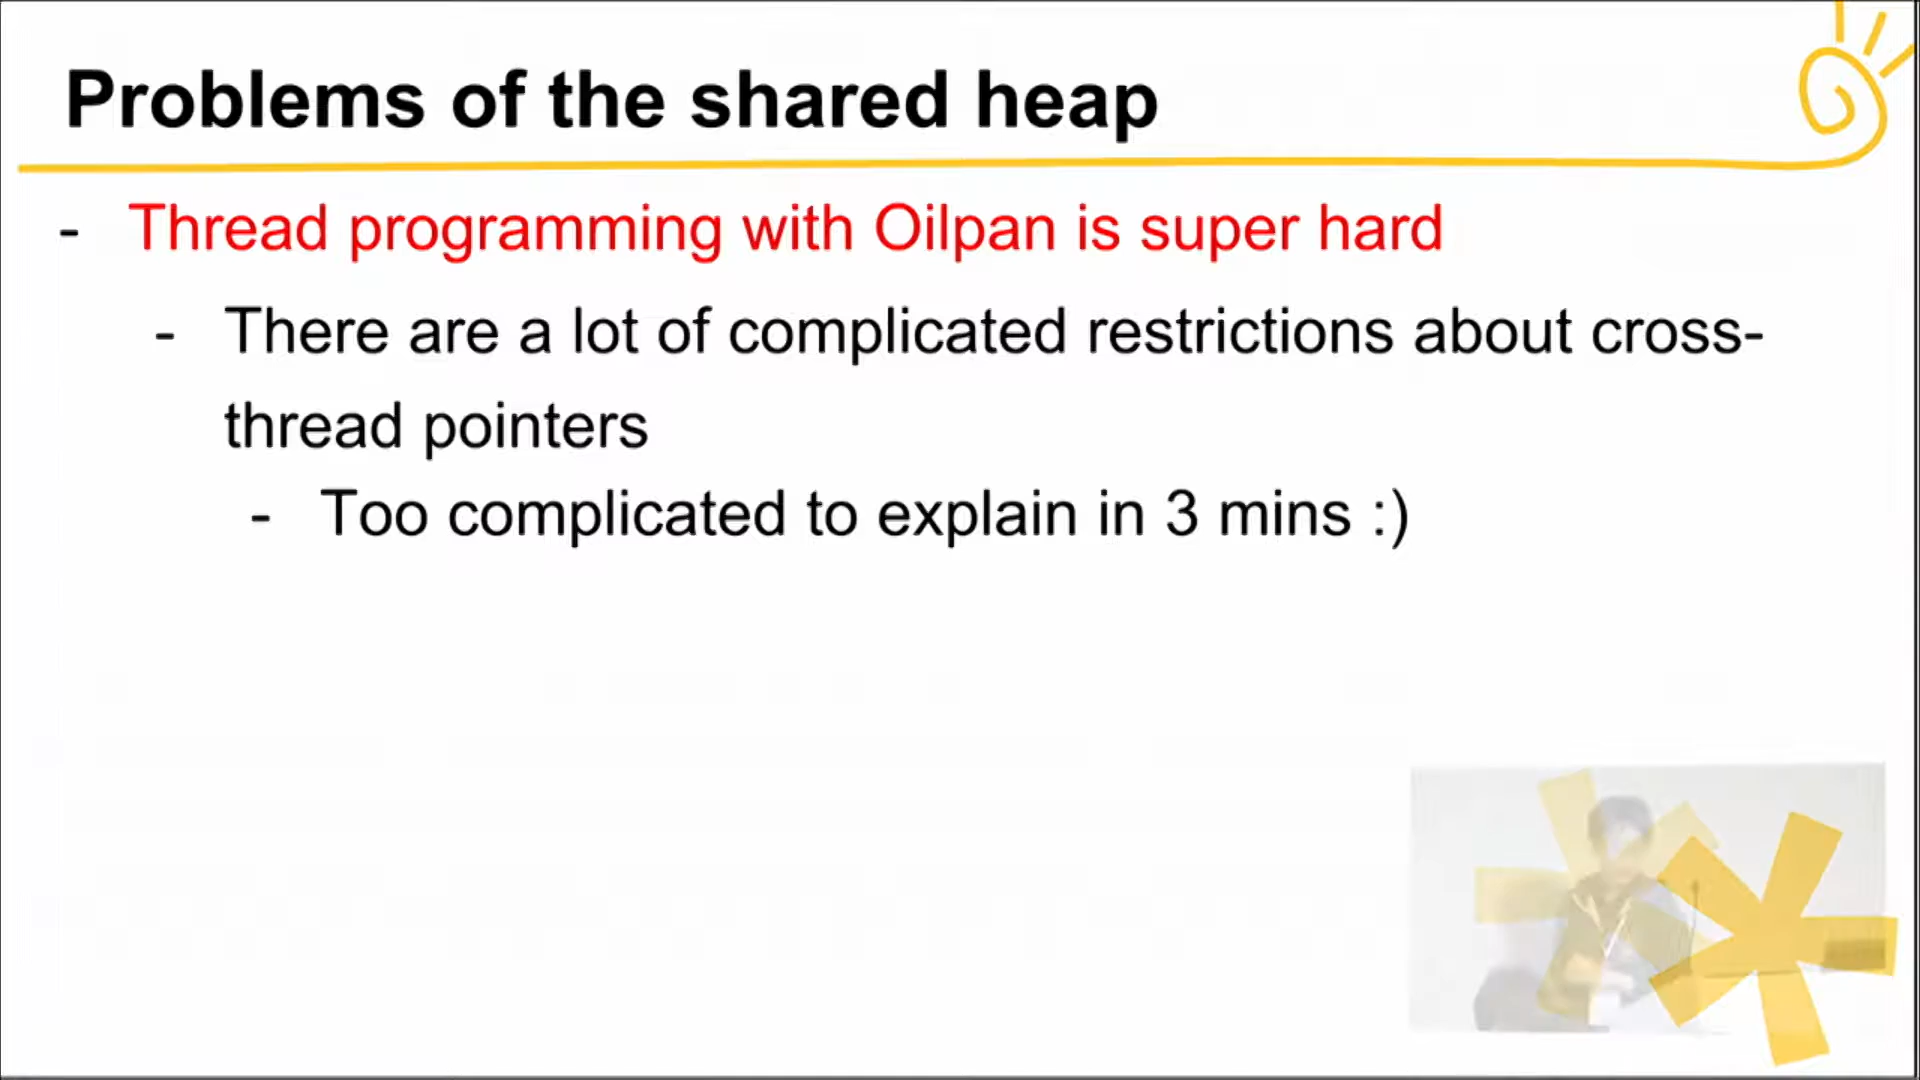 Problems of the shared heap
- Thread programming with Oilpan is super hard
- There are a lot of complicated restrictions about cross-
thread pointers
- Too complicated to explain in 3 mins :)